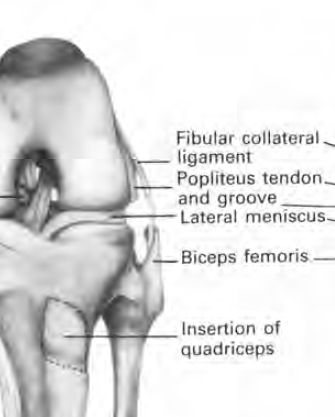 Fibular collateral
ligament
Popliteus tendon
and groove
Lateral meniscus
Biceps femoris
Insertion of
quadriceps